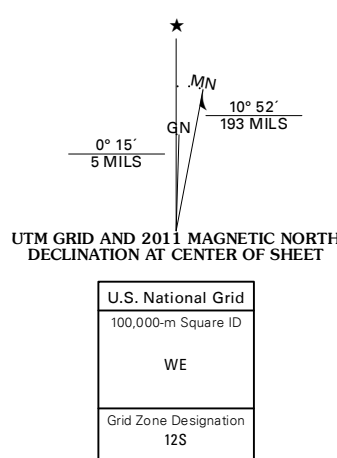 ★
MN
GN
10° 52´
193 MILS
0° 15´
5 MILS
UTM GRID AND 2011 MAGNETIC NORTH
DECLINATION AT CENTER OF SHEET
U.S. National Grid
100,000-m Square ID
WE
Grid Zone Designation
12S